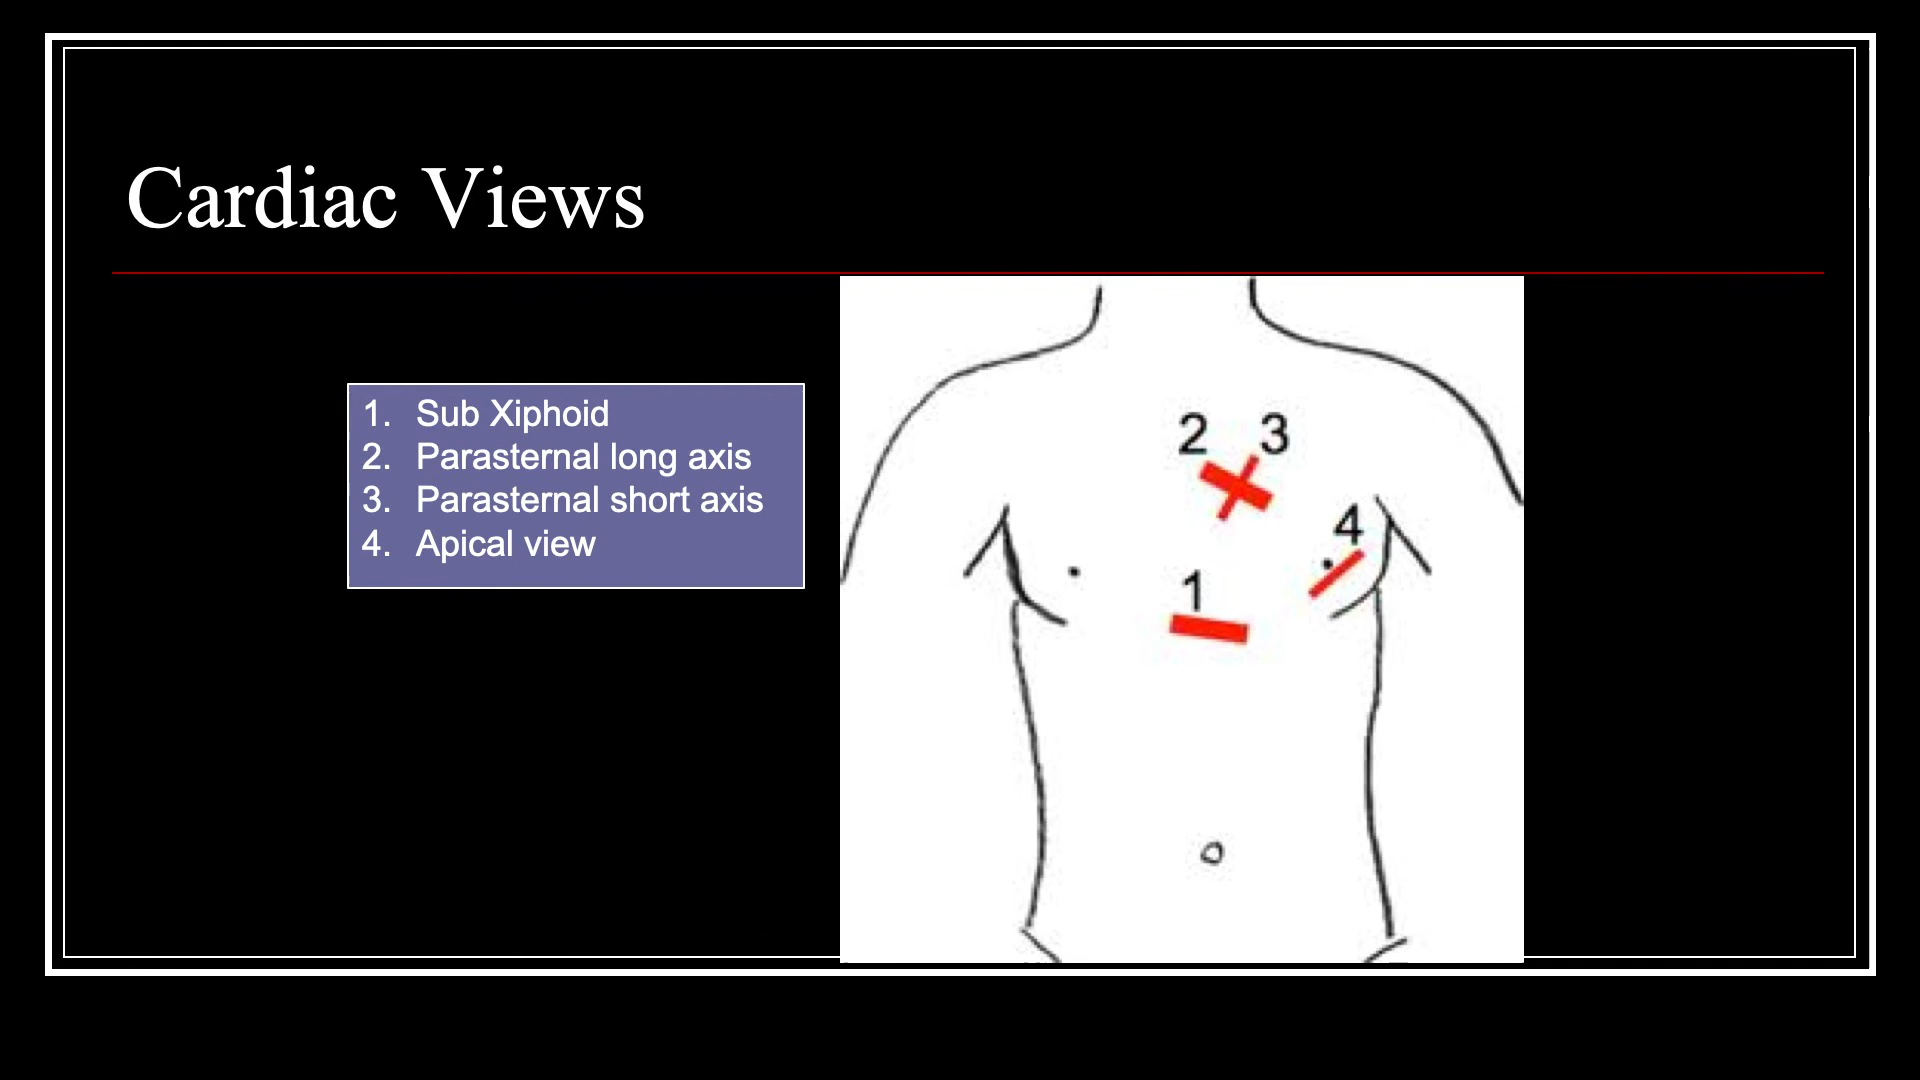 Cardiac Views
1. Sub Xiphoid
2. Parasternal long axis
3. Parasternal short axis
4. Apical view
2 3
4
1